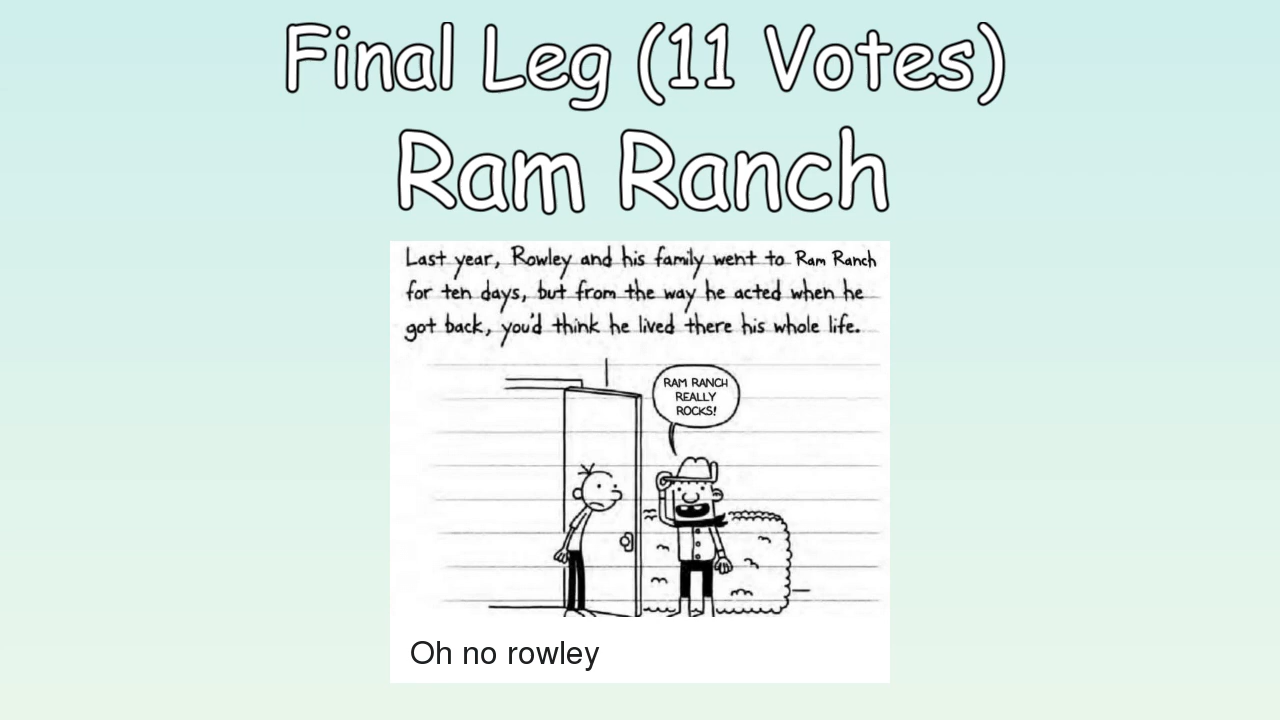 Final Leg (11 Votes)
Ram Ranch
Last year, Rowley and his family went to Ram Ranch
for ten days, but from the way he acted when he
got back, you'd think he lived there his whole life.
RAM RANCH
REALLY
ROCKS!
Oh no rowley